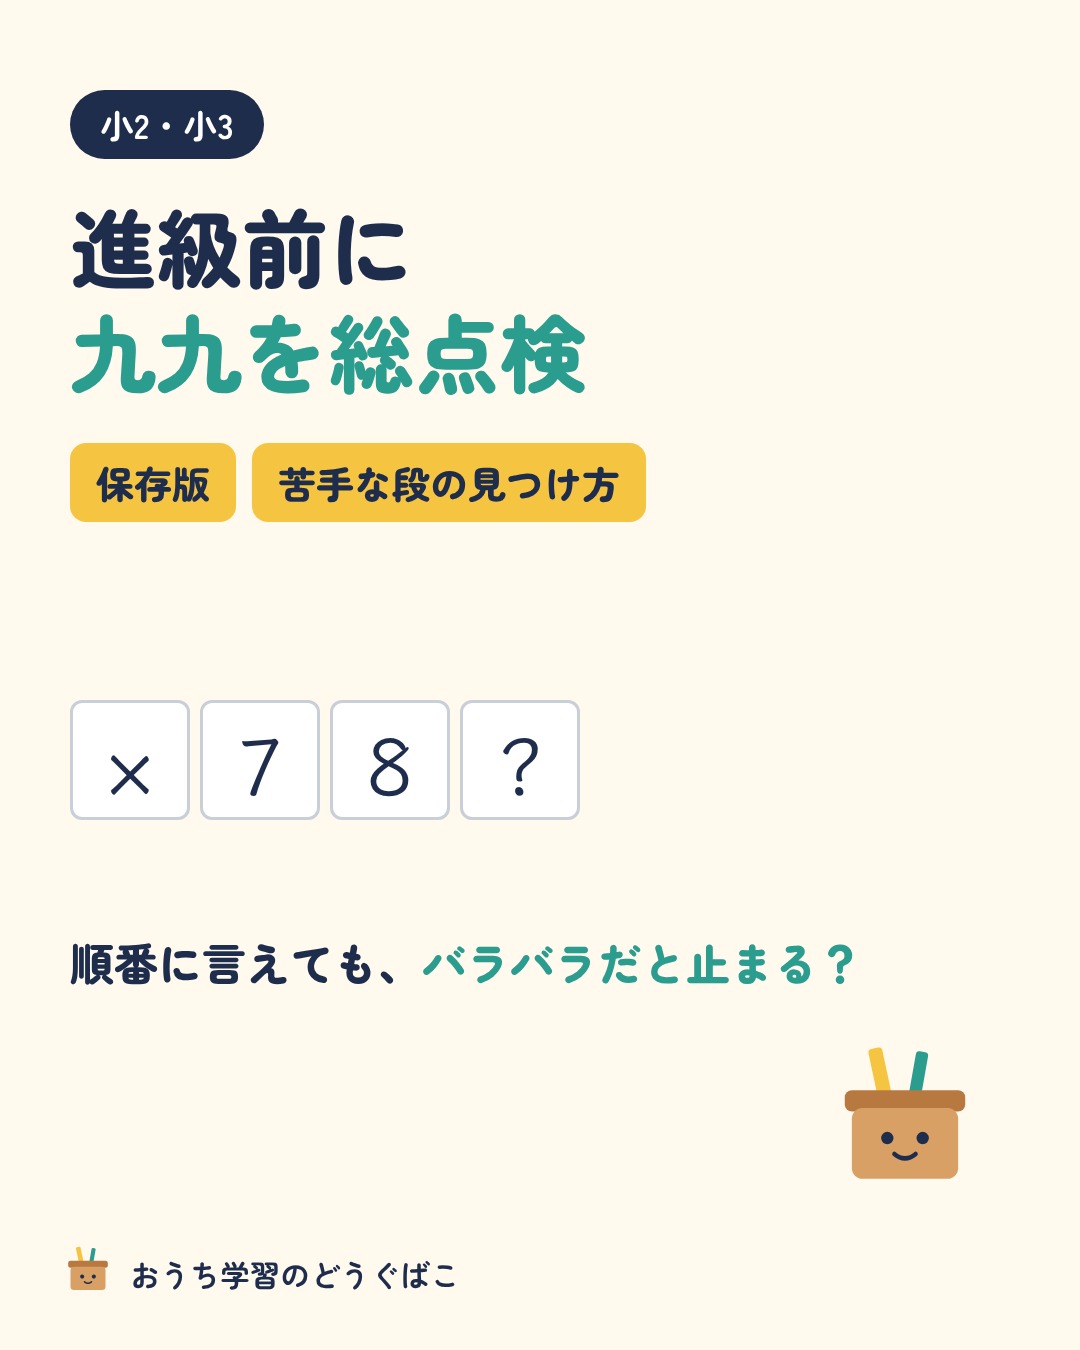 小2・小3
進級前に
九九を総点検
保存版 苦手な段の見つけ方
× 7 8 ?
順番に言えても、バラバラだと止まる？
おうち学習のどうぐばこ